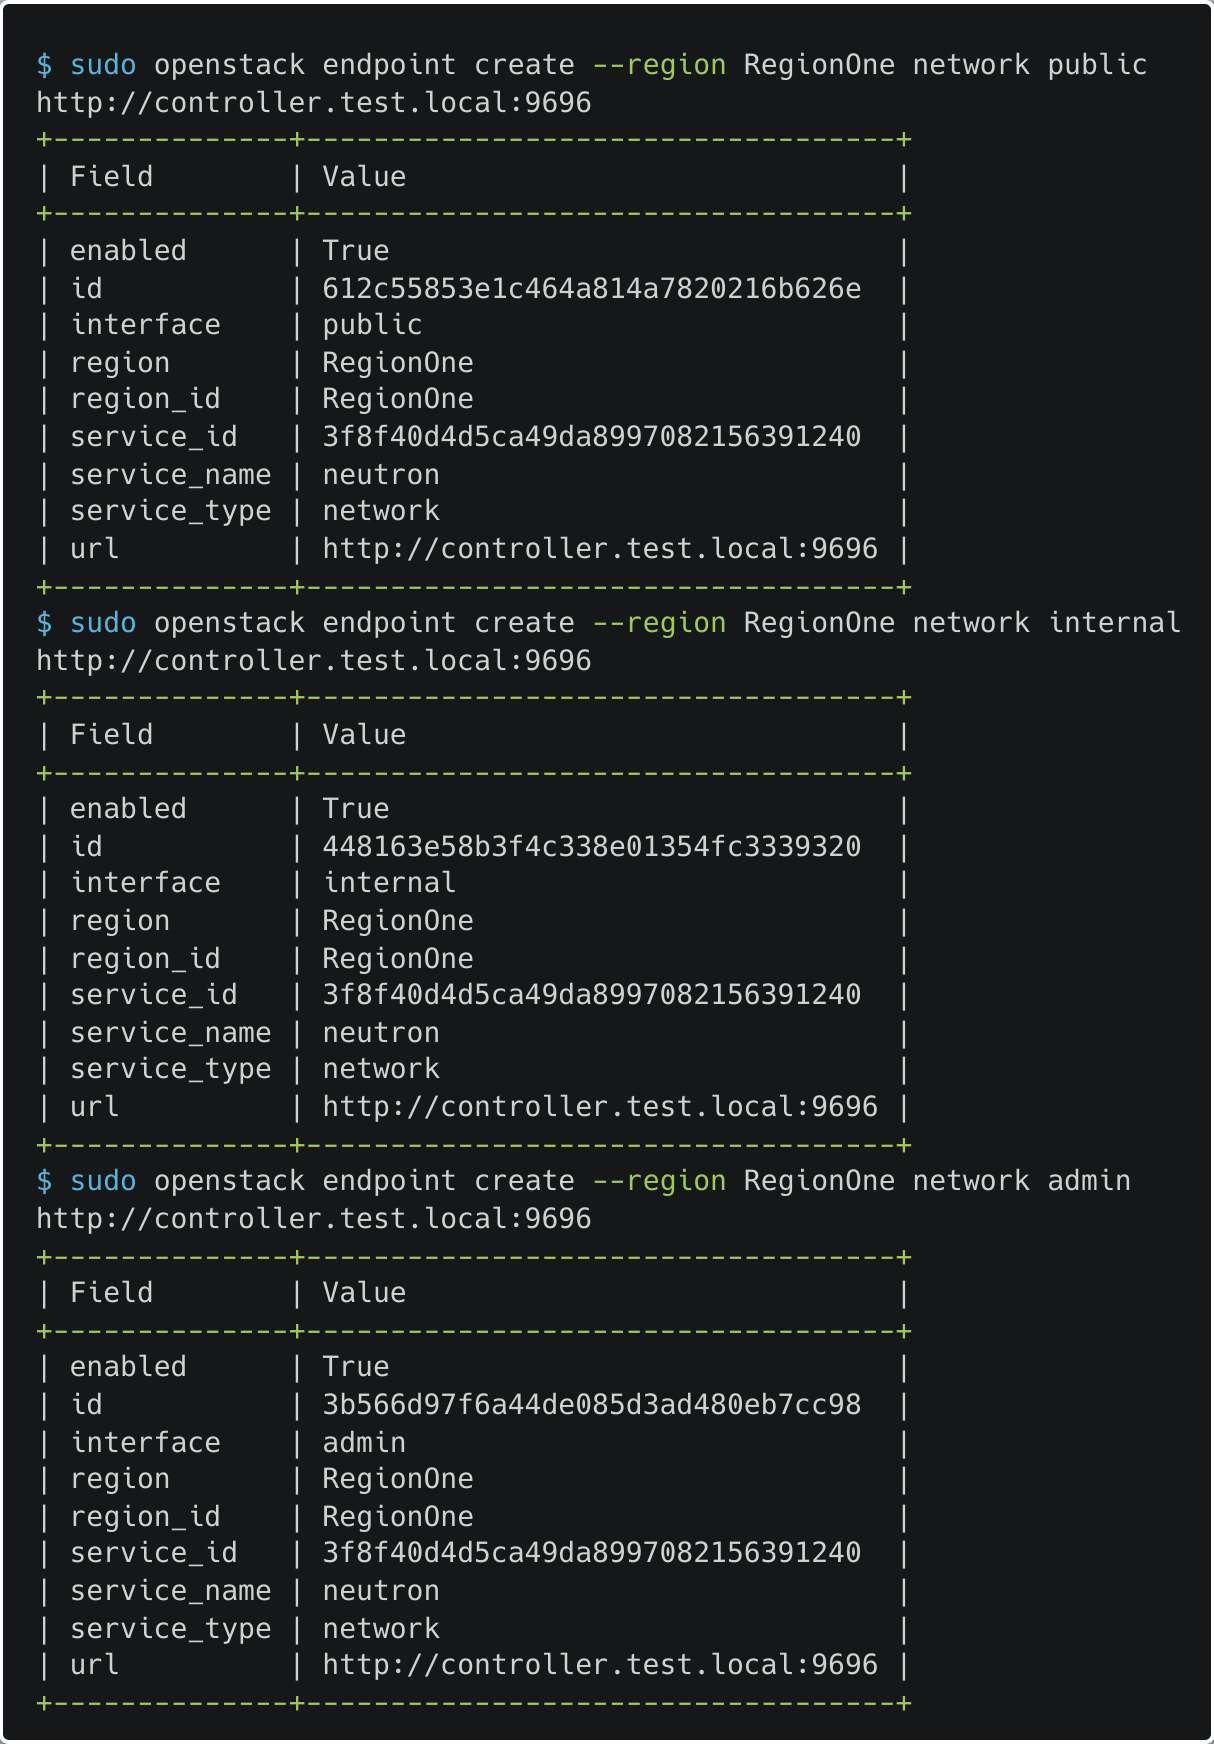 $ sudo openstack endpoint create --region RegionOne network public
http://controller.test.local:9696
+--------------+-----------------------------------+
| Field        | Value                             |
+--------------+-----------------------------------+
| enabled      | True                              |
| id           | 612c55853e1c464a814a7820216b626e  |
| interface    | public                            |
| region       | RegionOne                         |
| region_id    | RegionOne                         |
| service_id   | 3f8f40d4d5ca49da8997082156391240  |
| service_name | neutron                           |
| service_type | network                           |
| url          | http://controller.test.local:9696 |
+--------------+-----------------------------------+
$ sudo openstack endpoint create --region RegionOne network internal
http://controller.test.local:9696
+--------------+-----------------------------------+
| Field        | Value                             |
+--------------+-----------------------------------+
| enabled      | True                              |
| id           | 448163e58b3f4c338e01354fc3339320  |
| interface    | internal                          |
| region       | RegionOne                         |
| region_id    | RegionOne                         |
| service_id   | 3f8f40d4d5ca49da8997082156391240  |
| service_name | neutron                           |
| service_type | network                           |
| url          | http://controller.test.local:9696 |
+--------------+-----------------------------------+
$ sudo openstack endpoint create --region RegionOne network admin
http://controller.test.local:9696
+--------------+-----------------------------------+
| Field        | Value                             |
+--------------+-----------------------------------+
| enabled      | True                              |
| id           | 3b566d97f6a44de085d3ad480eb7cc98  |
| interface    | admin                             |
| region       | RegionOne                         |
| region_id    | RegionOne                         |
| service_id   | 3f8f40d4d5ca49da8997082156391240  |
| service_name | neutron                           |
| service_type | network                           |
| url          | http://controller.test.local:9696 |
+--------------+-----------------------------------+